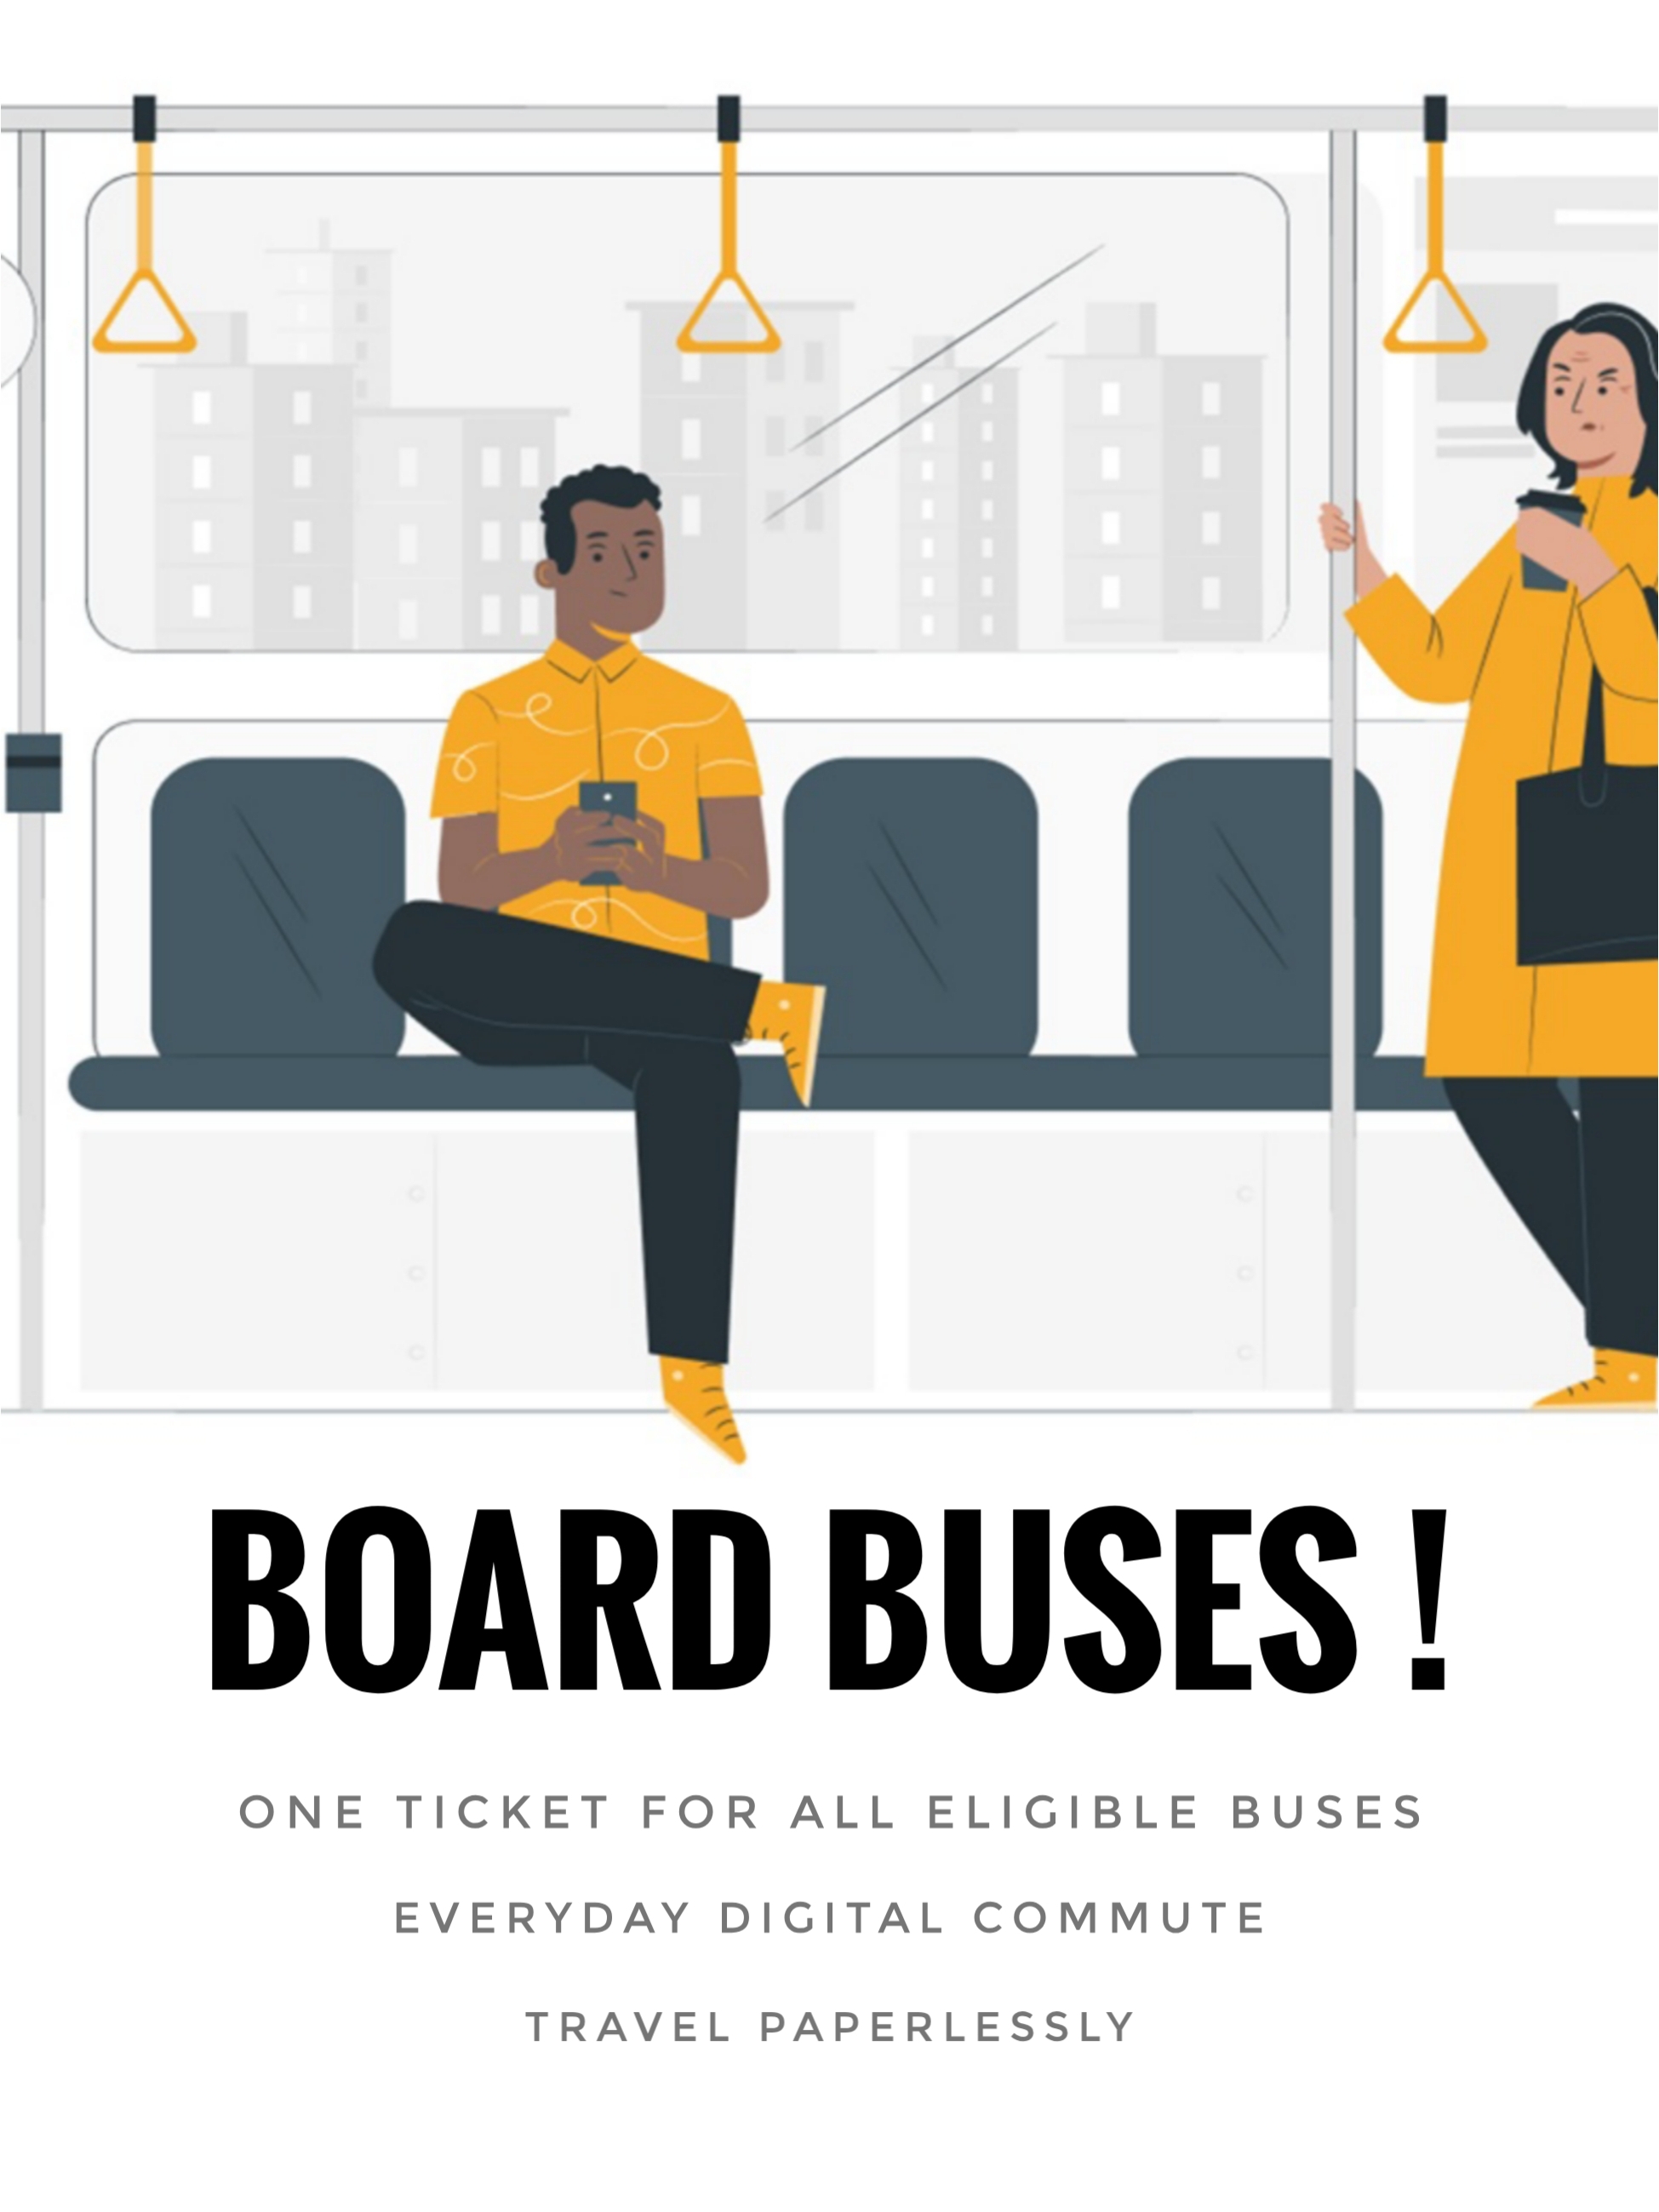 BOARD BUSES !
ONE TICKET FOR ALL ELIGIBLE BUSES
EVERYDAY DIGITAL COMMUTE
TRAVEL PAPERLESSLY